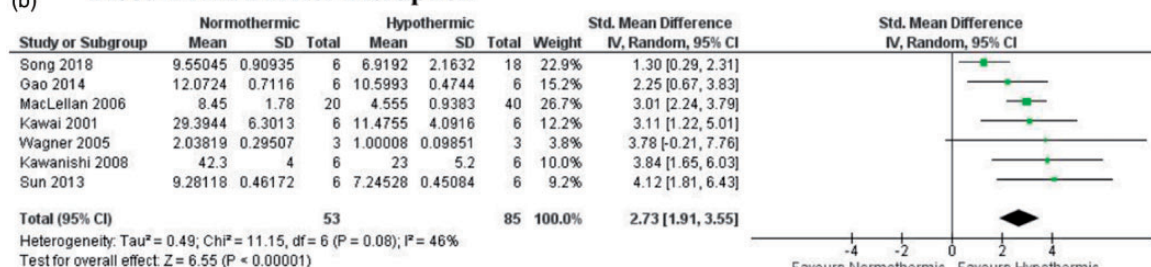 (b)
Normothermic Hypothermic Std. Mean Difference Std. Mean Difference
Study or Subgroup Mean SD Total Mean SD Total Weight IV, Random, 95% CI IV, Random, 95% CI
Song 2018 9.55045 0.90935 6 6.9192 2.1632 18 22.9% 1.30 [0.29, 2.31]
Gao 2014 12.0724 0.7116 6 10.5993 0.4744 6 15.2% 2.25 [0.67, 3.83]
MacLellan 2006 8.45 1.78 20 4.555 0.9383 40 26.7% 3.01 [2.24, 3.79]
Kawai 2001 29.3944 6.3013 6 11.4755 4.0916 6 12.2% 3.11 [1.22, 5.01]
Wagner 2005 2.03819 0.29507 3 1.00008 0.09851 3 3.8% 3.78 [-0.21, 7.76]
Kawanishi 2008 42.3 4 6 23 5.2 6 10.0% 3.84 [1.65, 6.03]
Sun 2013 9.28118 0.46172 6 7.24528 0.45084 6 9.2% 4.12 [1.81, 6.43]
Total (95% CI) 53 85 100.0% 2.73 [1.91, 3.55]
Heterogeneity: Tau² = 0.49; Chi² = 11.15, df = 6 (P = 0.08); I² = 46%
Test for overall effect: Z = 6.55 (P < 0.00001)
-4 -2 0 2 4
Favours Normothermic Favours Hypothermic